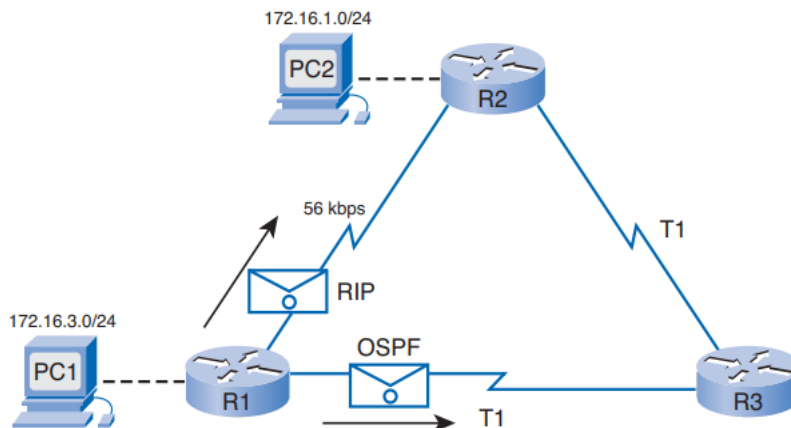 172.16.1.0/24
PC2
R2
56 kbps
T1
RIP
172.16.3.0/24
OSPF
PC1
R1
T1
R3